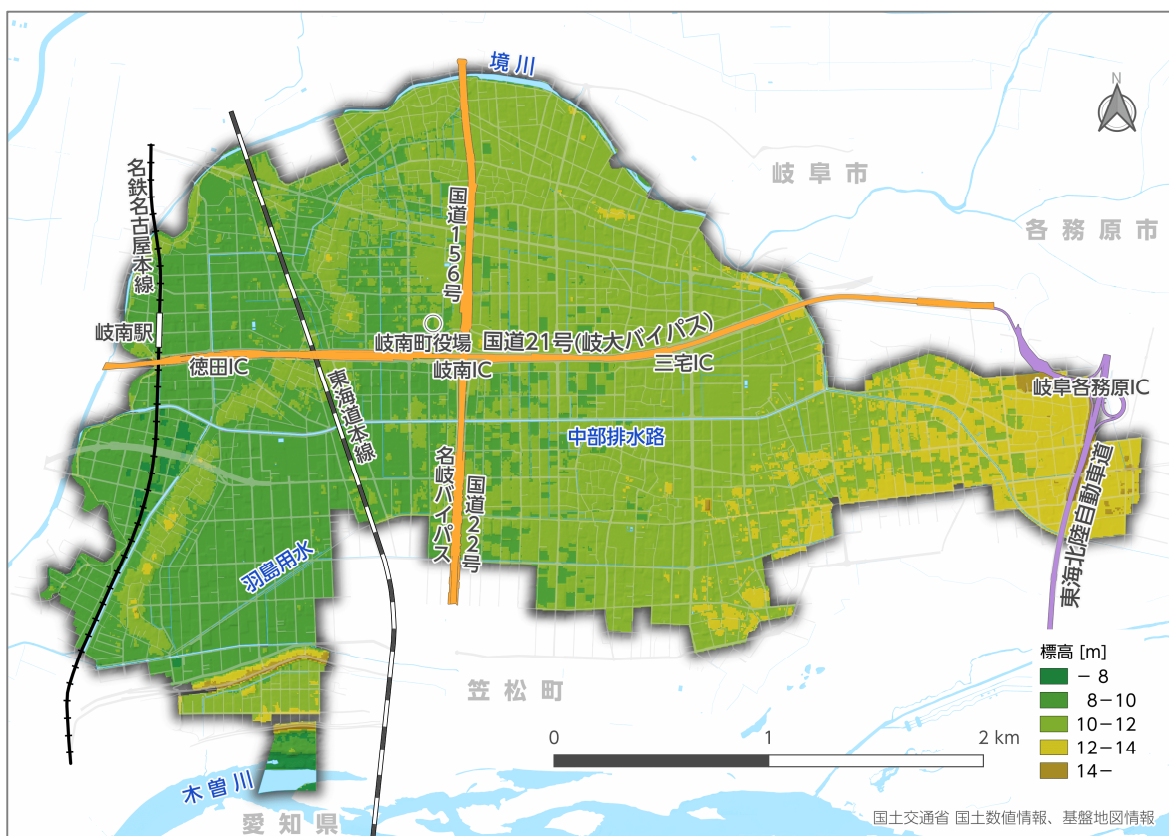 境川
N
岐阜市
各務原市
名鉄名古屋本線
国道156号
岐南駅
岐南町役場
国道21号(岐大バイパス)
徳田IC
岐南IC
三宅IC
岐阜各務原IC
東海道本線
中部排水路
名岐バイパス
国道22号
東海北陸自動車道
羽島用水
笠松町
木曽川
愛知県
0 1 2 km
標高 [m]
－8
8－10
10－12
12－14
14－
国土交通省 国土数値情報、基盤地図情報